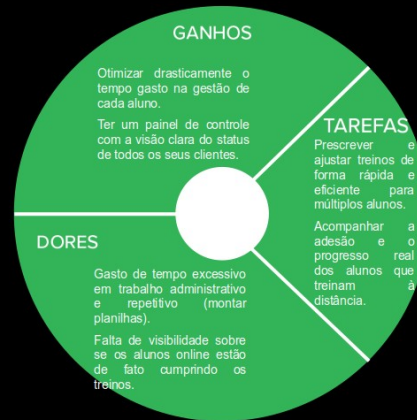 GANHOS
Otimizar drasticamente o
tempo gasto na gestão de
cada aluno.
Ter um painel de controle
com a visão clara do status
de todos os seus clientes.
TAREFAS
Prescrever e
ajustar treinos de
forma rápida e
eficiente para
múltiplos alunos.
Acompanhar a
adesão e o
progresso real
dos alunos que
treinam à
distância.
DORES
Gasto de tempo excessivo
em trabalho administrativo
e repetitivo (montar
planilhas).
Falta de visibilidade sobre
se os alunos online estão
de fato cumprindo os
treinos.